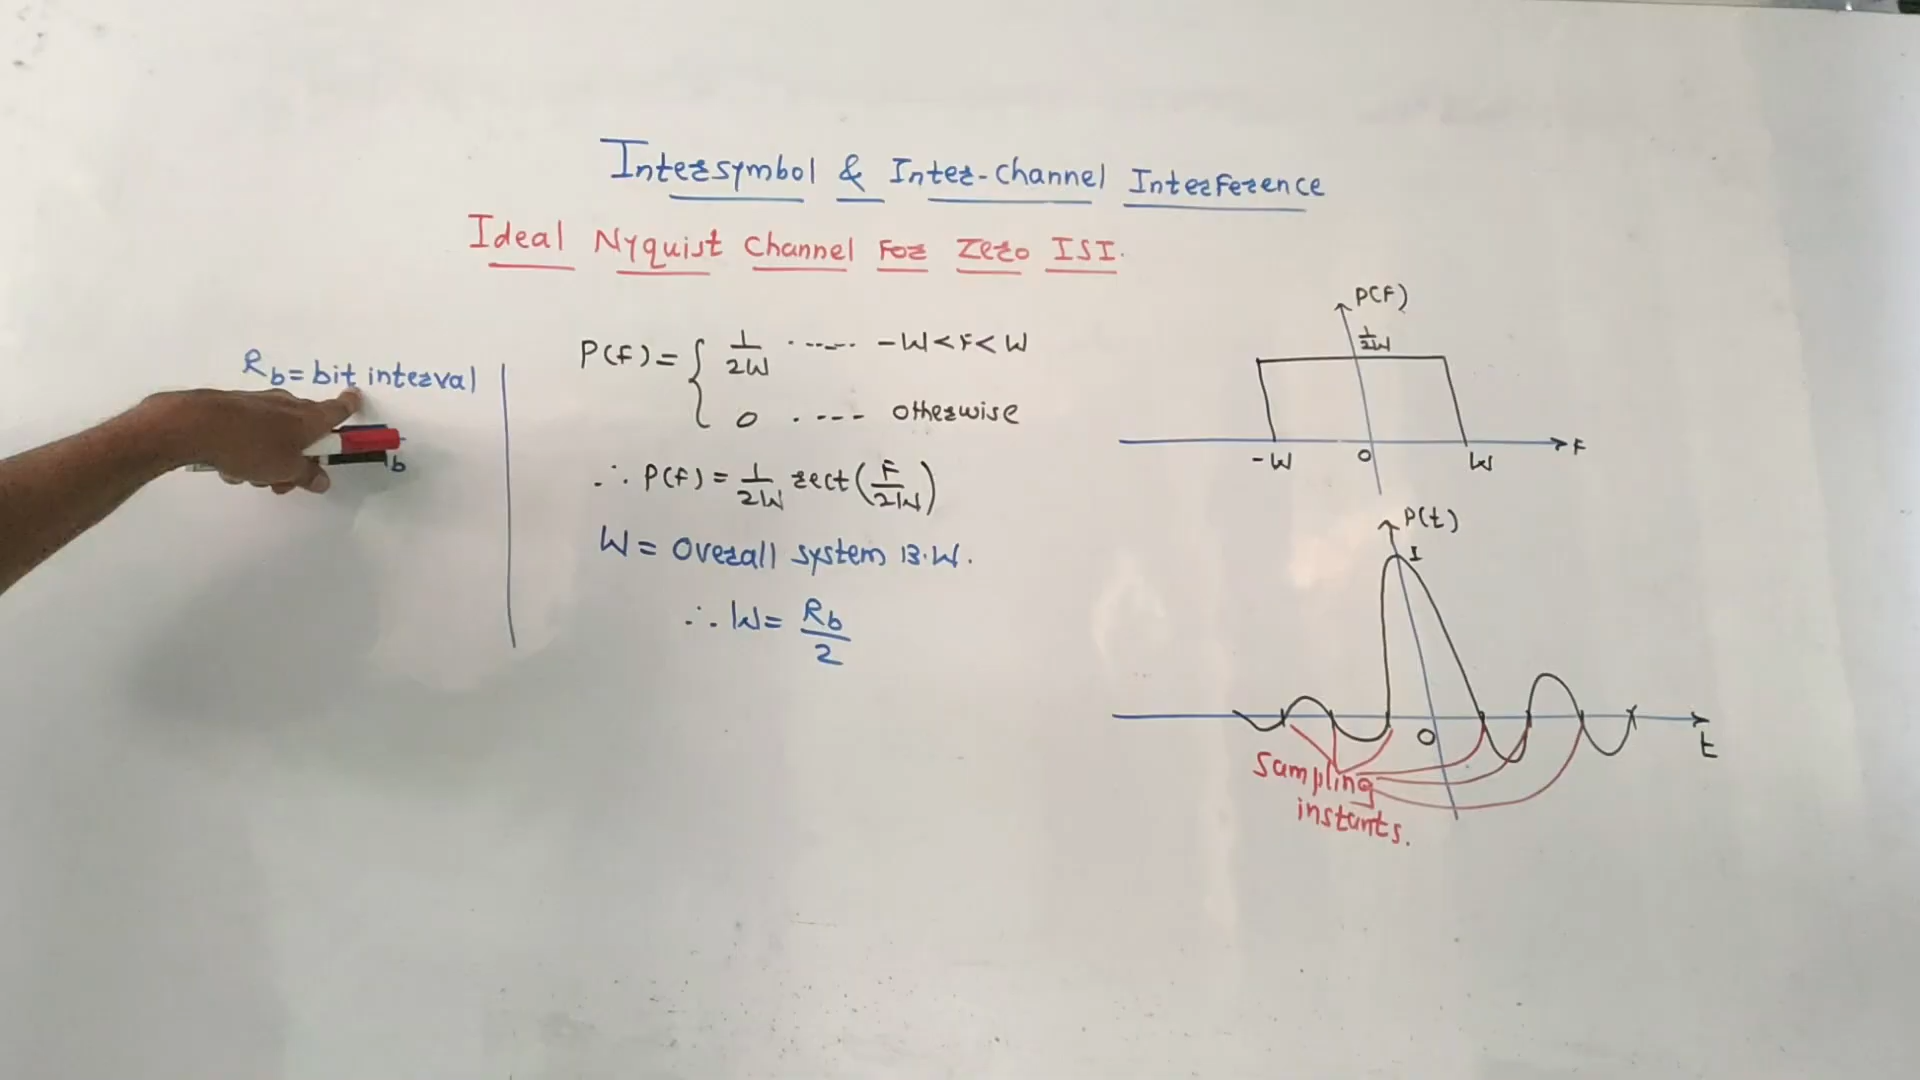 Intersymbol & Inter-channel Interference
Ideal Nyquist Channel For Zero ISI.
Rb = bit interval
b
P(f) = { 1/2W ...... -W < F < W
0 .... otherwise
∴ P(f) = 1/2W rect (F/2W)
W = Overall system B.W.
∴ W = Rb/2
P(F)
1/2W
-W 0 W F
P(t)
1
0 t
Sampling
instants.